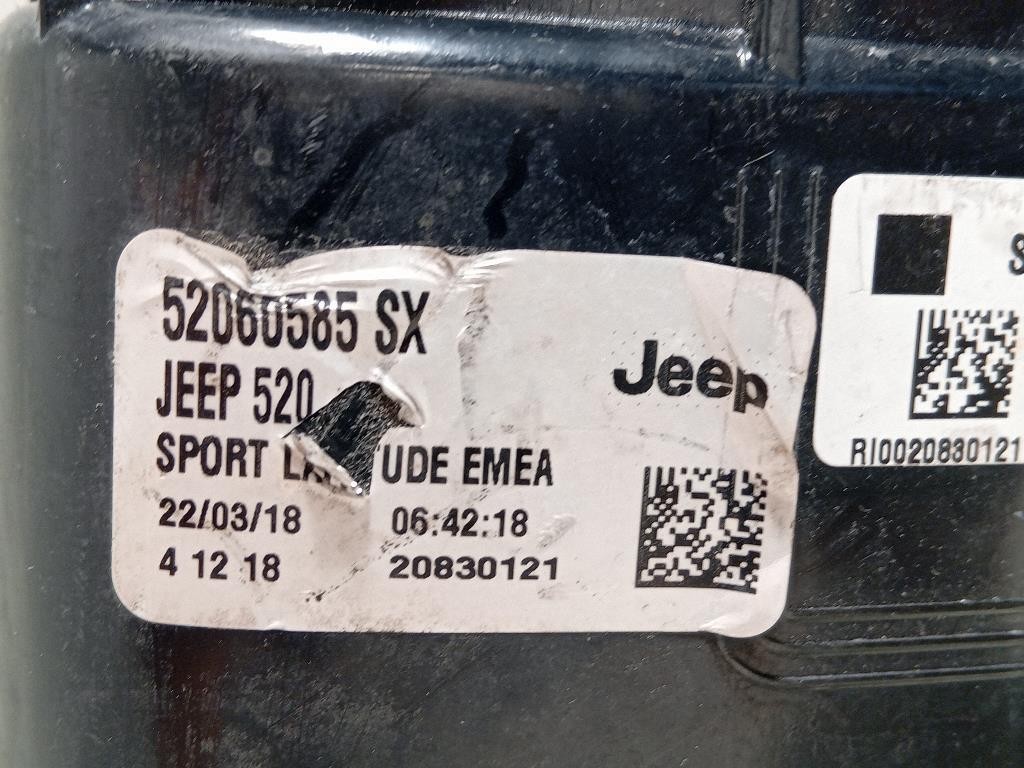 52060585 SX
JEEP 520
SPORT UDE EMEA
22/03/18 06:42:18
4 12 18 20830121
Jeep
S
RI0020830121